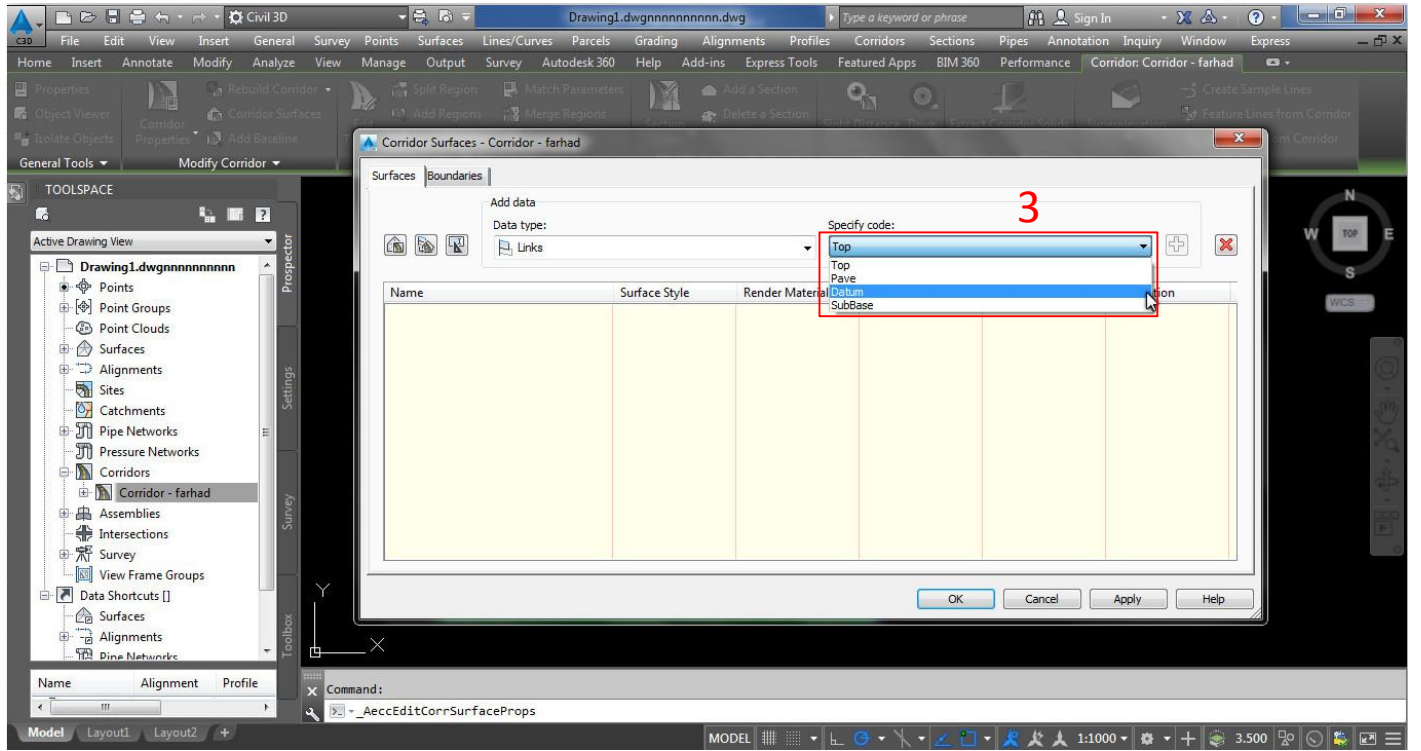 Civil 3D
Drawing1.dwgnnnnnnnnnn.dwg
Type a keyword or phrase
Sign In
C3D
File Edit View Insert General Survey Points Surfaces Lines/Curves Parcels Grading Alignments Profiles Corridors Sections Pipes Annotation Inquiry Window Express
Home Insert Annotate Modify Analyze View Manage Output Survey Autodesk 360 Help Add-ins Express Tools Featured Apps BIM 360 Performance Corridor: Corridor - farhad
Properties Rebuild Corridor Split Region Match Parameters Add a Section Create Sample Lines
Object Viewer Corridor Surfaces Add Regions Merge Regions Delete a Section Feature Lines from Corridor
Isolate Objects Corridor Properties Add Baseline
General Tools Modify Corridor
Corridor Surfaces - Corridor - farhad
Surfaces Boundaries
Add data
3
Data type:
Specify code:
Links
Top
Top
Pave
Datum
SubBase
Name Surface Style Render Material
OK Cancel Apply Help
TOOLSPACE
Active Drawing View
Drawing1.dwgnnnnnnnnnn
Points
Point Groups
Point Clouds
Surfaces
Alignments
Sites
Catchments
Pipe Networks
Pressure Networks
Corridors
Corridor - farhad
Assemblies
Intersections
Survey
View Frame Groups
Data Shortcuts []
Surfaces
Alignments
Pipe Networks
Prospector
Settings
Survey
Toolbox
Name Alignment Profile
N
W TOP E
S
WCS
Y
X
Command:
_AeccEditCorrSurfaceProps
Model Layout1 Layout2 +
MODEL 1:1000 3.500